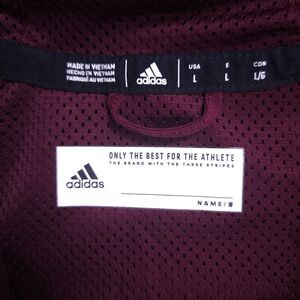 MADE IN VIETNAM
HECHO EN VIETNAM
FABRIQUÉ AU VIETNAM
adidas
USA
L
E
L
CDN
L/G
ONLY THE BEST FOR THE ATHLETE
THE BRAND WITH THE THREE STRIPES
adidas
NAME/#